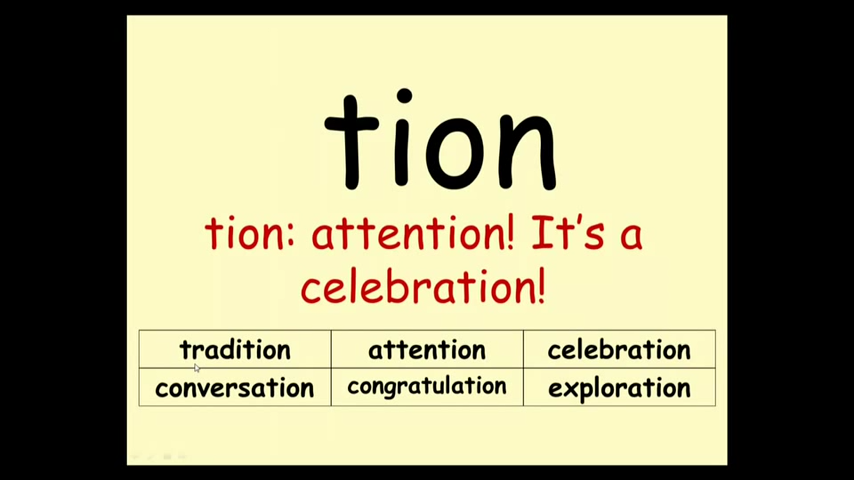 tion
tion: attention! It's a
celebration!
tradition attention celebration
conversation congratulation exploration